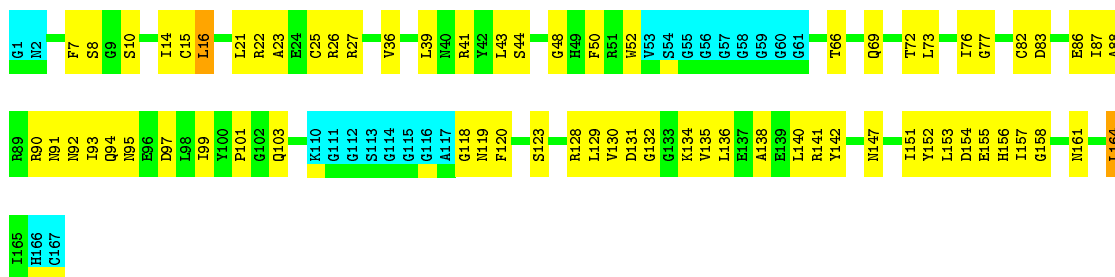 G1 N2 F7 S8 G9 S10 I14 C15 L16 L21 R22 A23 E24 C25 R26 R27 V36 L39 N40 R41 Y42 L43 S44 G48 H49 F50 R51 W52 V53 S54 G55 G56 G57 G58 G59 G60 G61 T66 Q69 T72 L73 I76 G77 C82 D83 E86 I87 A88
R89 R90 N91 N92 I93 Q94 N95 E96 D97 L98 I99 Y100 P101 G102 Q103 K110 G111 G112 S113 G114 G115 G116 A117 G118 N119 F120 S123 R128 L129 V130 D131 G132 G133 K134 V135 L136 E137 A138 E139 L140 R141 Y142 N147 I151 Y152 L153 D154 E155 H156 I157 G158 N161 L164
I165 H166 C167